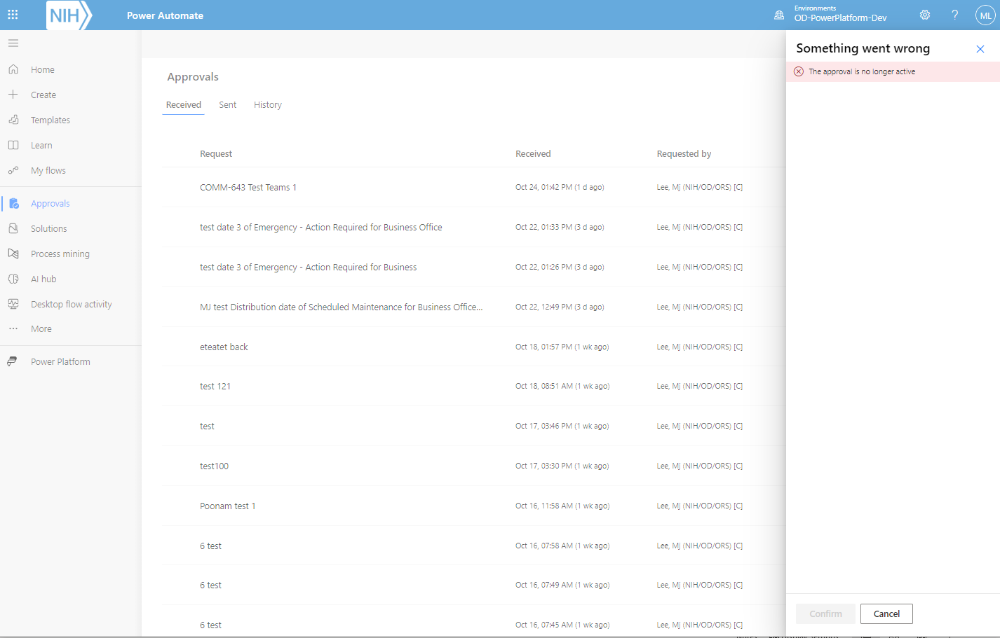 NIH
Power Automate
Environments
OD-PowerPlatform-Dev
?
ML
Home
Create
Templates
Learn
My flows
Approvals
Solutions
Process mining
AI hub
Desktop flow activity
More
Power Platform
Approvals
Received Sent History
Request Received Requested by
COMM-643 Test Teams 1 Oct 24, 01:42 PM (1 d ago) Lee, Mj (NIH/OD/ORS) [C]
test date 3 of Emergency - Action Required for Business Office Oct 22, 01:33 PM (3 d ago) Lee, Mj (NIH/OD/ORS) [C]
test date 3 of Emergency - Action Required for Business Oct 22, 01:26 PM (3 d ago) Lee, Mj (NIH/OD/ORS) [C]
MJ test Distribution date of Scheduled Maintenance for Business Office... Oct 22, 12:49 PM (3 d ago) Lee, Mj (NIH/OD/ORS) [C]
eteatet back Oct 18, 01:57 PM (1 wk ago) Lee, Mj (NIH/OD/ORS) [C]
test 121 Oct 18, 08:51 AM (1 wk ago) Lee, Mj (NIH/OD/ORS) [C]
test Oct 17, 03:46 PM (1 wk ago) Lee, Mj (NIH/OD/ORS) [C]
test100 Oct 17, 03:30 PM (1 wk ago) Lee, Mj (NIH/OD/ORS) [C]
Poonam test 1 Oct 16, 11:58 AM (1 wk ago) Lee, Mj (NIH/OD/ORS) [C]
6 test Oct 16, 07:58 AM (1 wk ago) Lee, Mj (NIH/OD/ORS) [C]
6 test Oct 16, 07:49 AM (1 wk ago) Lee, Mj (NIH/OD/ORS) [C]
6 test Oct 16, 07:45 AM (1 wk ago) Lee, Mj (NIH/OD/ORS) [C]
Something went wrong
The approval is no longer active
Confirm Cancel